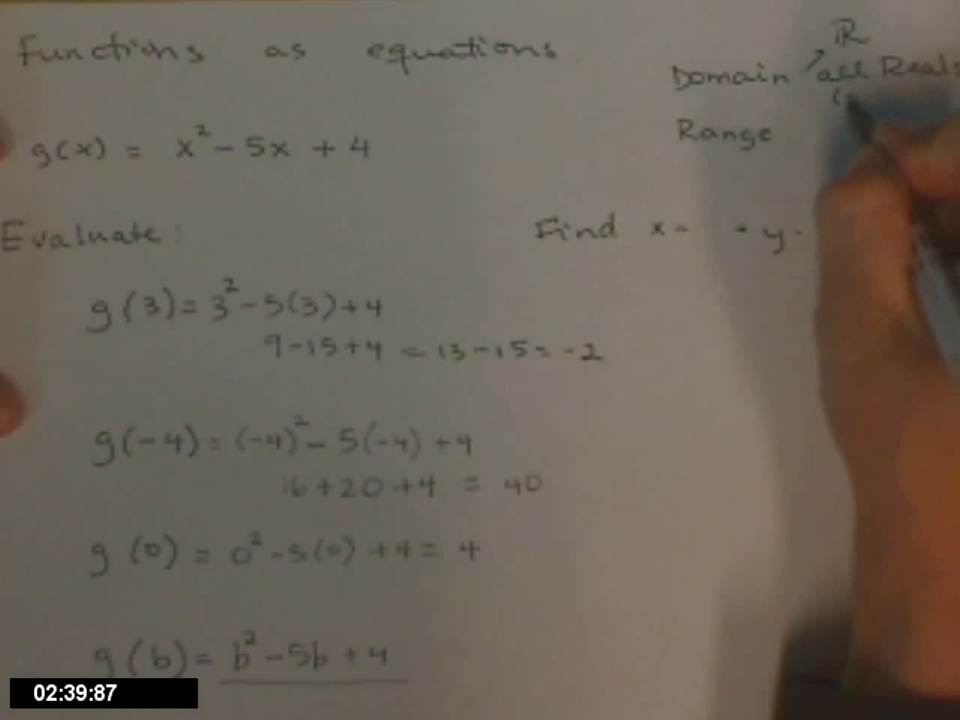 Functions as equations
ℝ
Domain ↗ all Reals
(
Range
g(x) = x² - 5x + 4
Evaluate:
Find x- · y-
g(3) = 3² - 5(3) + 4
9 - 15 + 4 = 13 - 15 = -2
g(-4) = (-4)² - 5(-4) + 4
16 + 20 + 4 = 40
g(0) = 0² - 5(0) + 4 = 4
g(b) = b² - 5b + 4
02:39:87